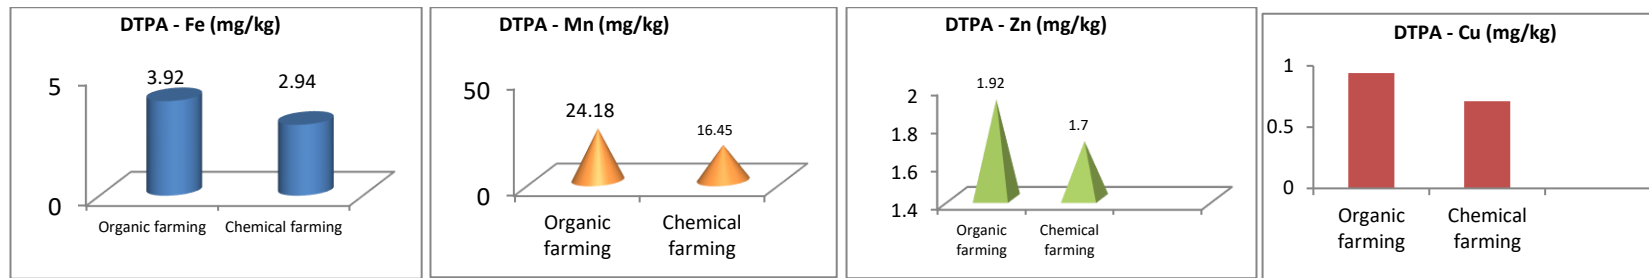 DTPA - Fe (mg/kg)
5
3.92
2.94
0
Organic farming
Chemical farming
DTPA - Mn (mg/kg)
50
24.18
16.45
0
Organic
farming
Chemical
farming
DTPA - Zn (mg/kg)
1.92
2
1.8
1.7
1.6
1.4
Organic
farming
Chemical
farming
DTPA - Cu (mg/kg)
1
0.5
0
Organic
farming
Chemical
farming